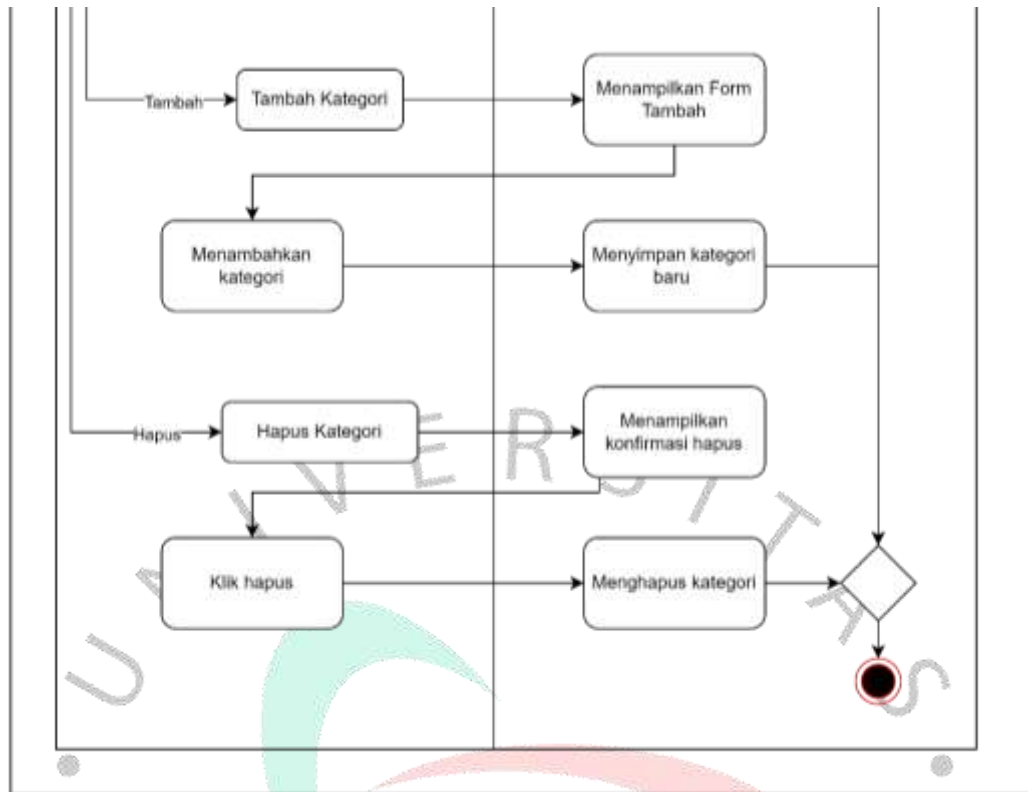 Tambah
Tambah Kategori
Menampilkan Form
Tambah
Menambahkan
kategori
Menyimpan kategori
baru
Hapus
Hapus Kategori
Menampilkan
konfirmasi hapus
Klik hapus
Menghapus kategori
UNIVERSITAS